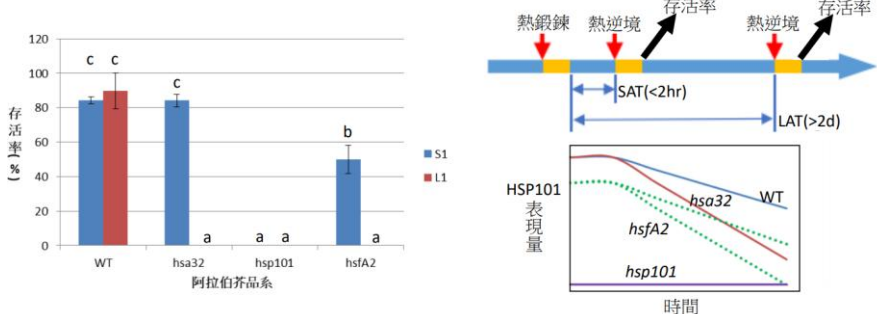 120
100
80
60
40
20
0
存活率(%)
c
c
c
a
a
a
b
a
WT
hsa32
hsp101
hsfA2
阿拉伯芥品系
S1
L1
熱鍛鍊
熱逆境
存活率
熱逆境
存活率
SAT(<2hr)
LAT(>2d)
HSP101
表現量
hsa32
WT
hsfA2
hsp101
時間